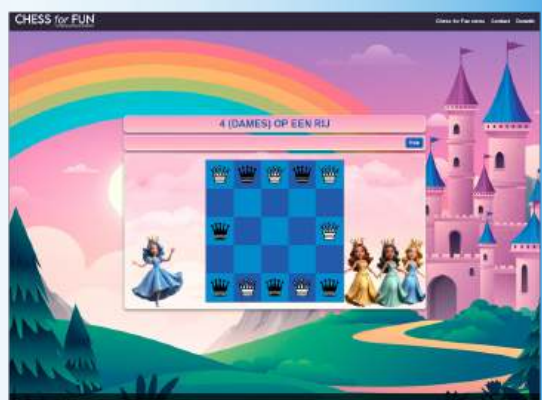 CHESS for FUN
Chess for Fun menu Contact Donatie
4 (DAMES) OP EEN RIJ